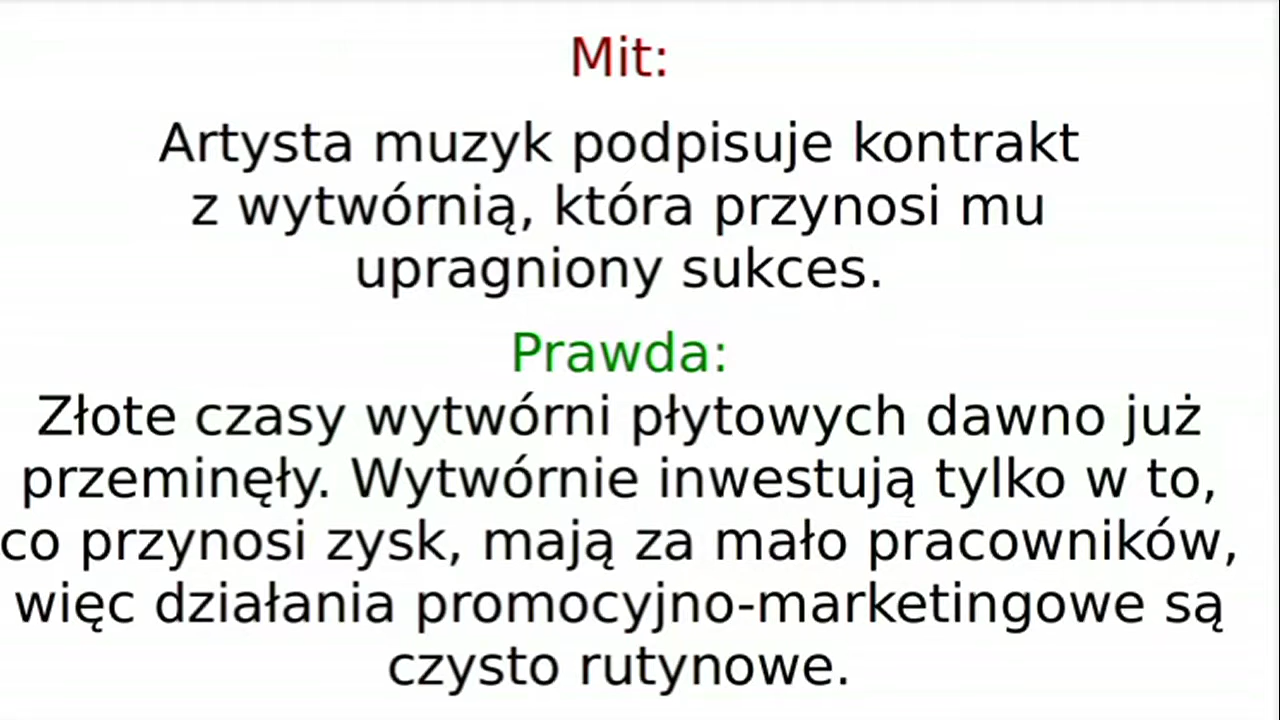 Mit:
Artysta muzyk podpisuje kontrakt
z wytwórnią, która przynosi mu
upragniony sukces.
Prawda:
Złote czasy wytwórni płytowych dawno już
przeminęły. Wytwórnie inwestują tylko w to,
co przynosi zysk, mają za mało pracowników,
więc działania promocyjno-marketingowe są
czysto rutynowe.